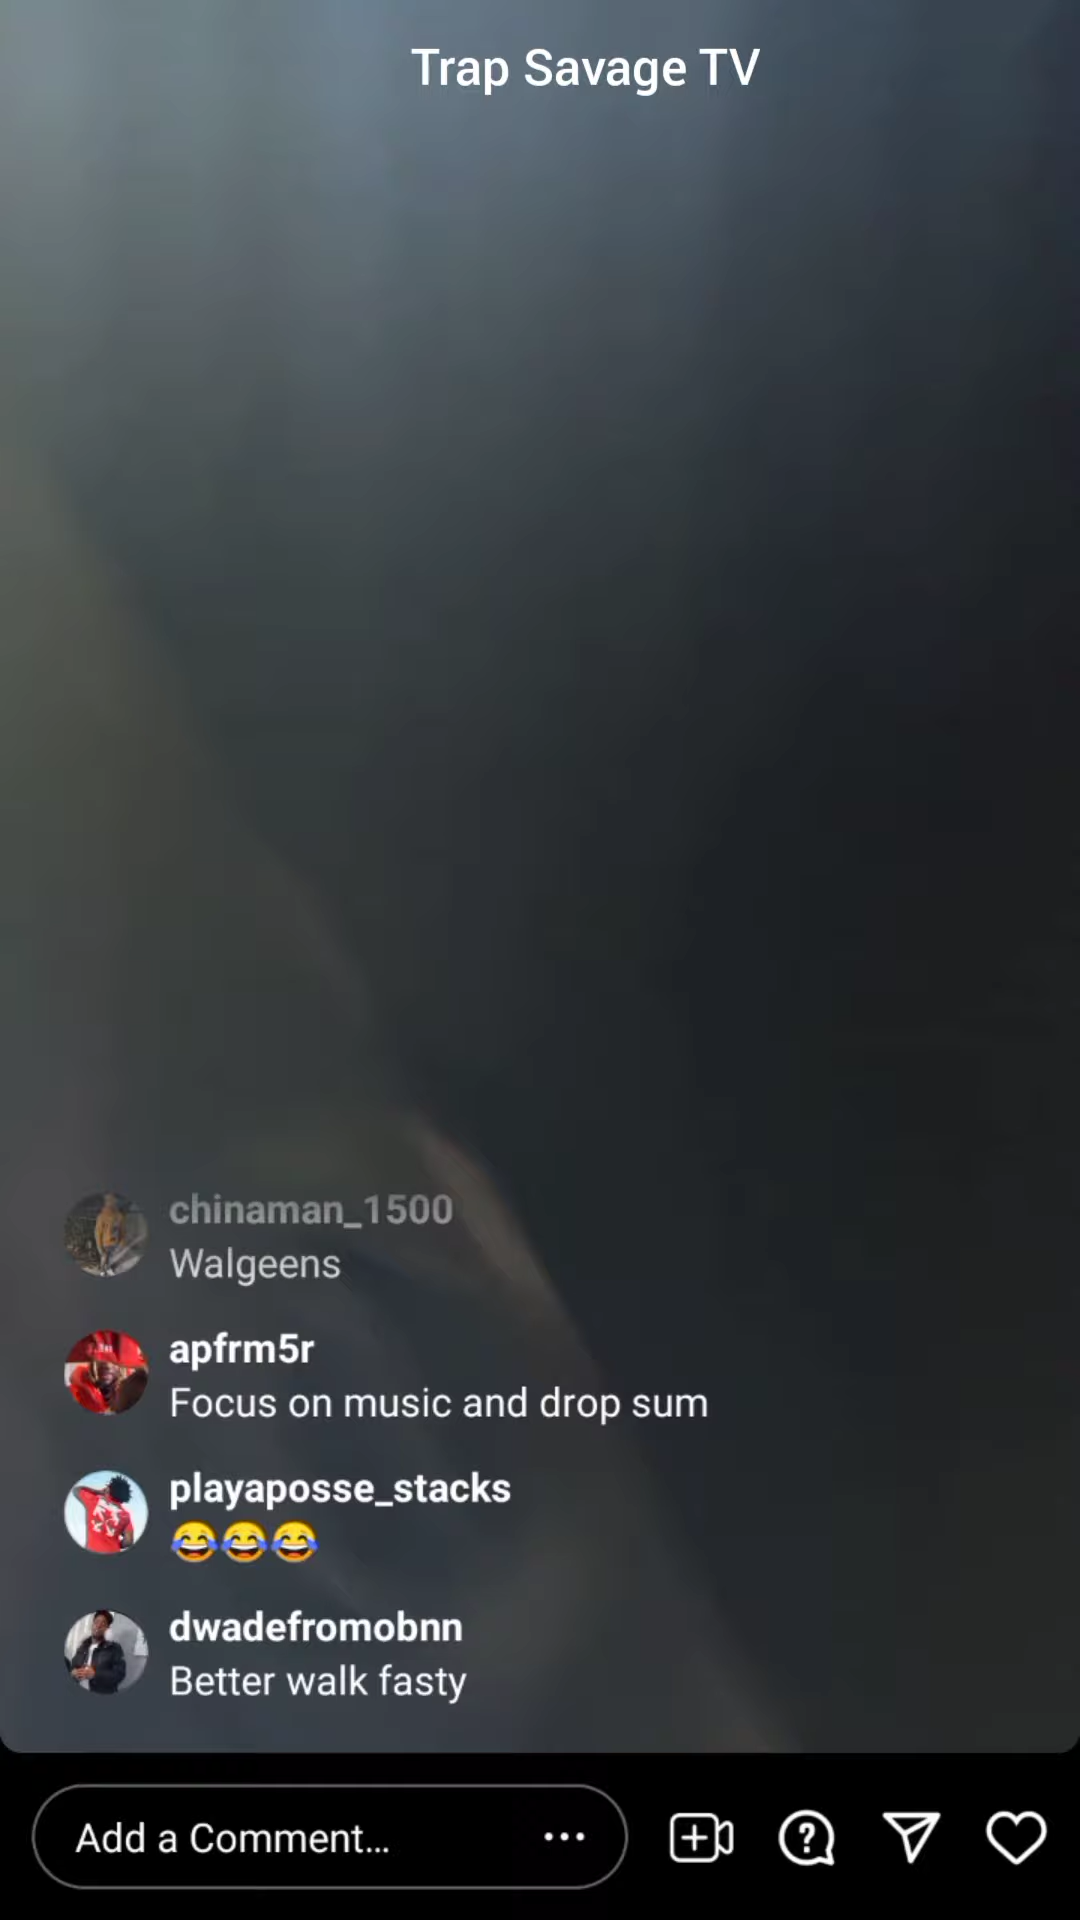 Trap Savage TV
chinaman_1500
Walgeens
apfrm5r
Focus on music and drop sum
playaposse_stacks
😂😂😂
dwadefromobnn
Better walk fasty
Add a Comment...